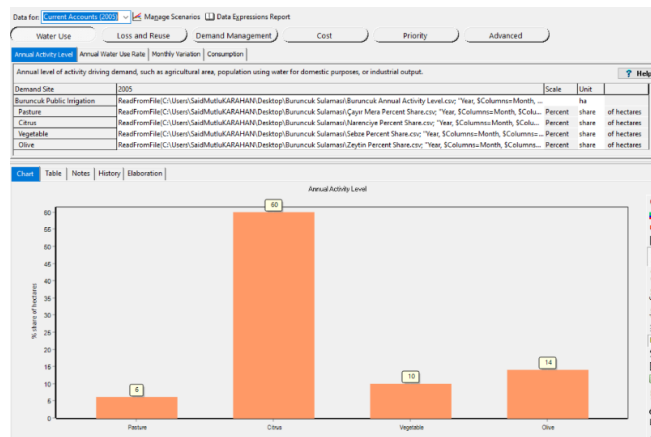 Data for: Current Accounts (2005) Manage Scenarios Data Expressions Report
Water Use Loss and Reuse Demand Management Cost Priority Advanced
Annual Activity Level Annual Water Use Rate Monthly Variation Consumption
Annual level of activity driving demand, such as agricultural area, population using water for domestic purposes, or industrial output. ? Help
Demand Site 2005 Scale Unit
Buruncuk Public Irrigation ReadFromFile(C:\Users\SaidMutluKARAHAN\Desktop\Buruncuk Sulaması\Buruncuk Annual Activity Level.csv; "Year, $Columns=Month, ... ha
Pasture ReadFromFile(C:\Users\SaidMutluKARAHAN\Desktop\Buruncuk Sulaması\Çayır Mera Percent Share.csv; "Year, $Columns=Month, $Colu... Percent share of hectares
Citrus ReadFromFile(C:\Users\SaidMutluKARAHAN\Desktop\Buruncuk Sulaması\Narenciye Percent Share.csv; "Year, $Columns=Month, $Colu... Percent share of hectares
Vegetable ReadFromFile(C:\Users\SaidMutluKARAHAN\Desktop\Buruncuk Sulaması\Sebze Percent Share.csv; "Year, $Columns=Month, $Columns... Percent share of hectares
Olive ReadFromFile(C:\Users\SaidMutluKARAHAN\Desktop\Buruncuk Sulaması\Zeytin Percent Share.csv; "Year, $Columns=Month, $Columns... Percent share of hectares
Chart Table Notes History Elaboration
Annual Activity Level
60
60
55
50
45
40
35
30
25
20
15
10
5
0
% share of hectares
6
10
14
Pasture Citrus Vegetable Olive